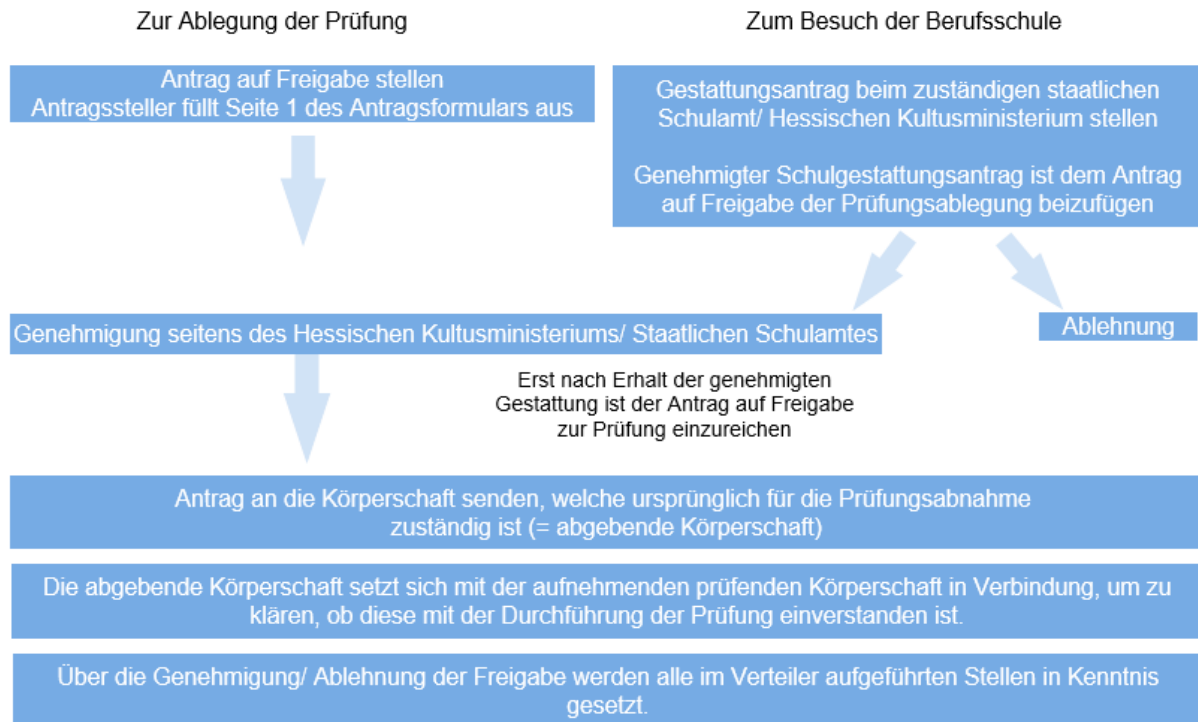 Zur Ablegung der Prüfung
Zum Besuch der Berufsschule
Antrag auf Freigabe stellen
Antragssteller füllt Seite 1 des Antragsformulars aus
Gestattungsantrag beim zuständigen staatlichen
Schulamt/ Hessischen Kultusministerium stellen
Genehmigter Schulgestattungsantrag ist dem Antrag
auf Freigabe der Prüfungsablegung beizufügen
Genehmigung seitens des Hessischen Kultusministeriums/ Staatlichen Schulamtes
Ablehnung
Erst nach Erhalt der genehmigten
Gestattung ist der Antrag auf Freigabe
zur Prüfung einzureichen
Antrag an die Körperschaft senden, welche ursprünglich für die Prüfungsabnahme
zuständig ist (= abgebende Körperschaft)
Die abgebende Körperschaft setzt sich mit der aufnehmenden prüfenden Körperschaft in Verbindung, um zu
klären, ob diese mit der Durchführung der Prüfung einverstanden ist.
Über die Genehmigung/ Ablehnung der Freigabe werden alle im Verteiler aufgeführten Stellen in Kenntnis
gesetzt.